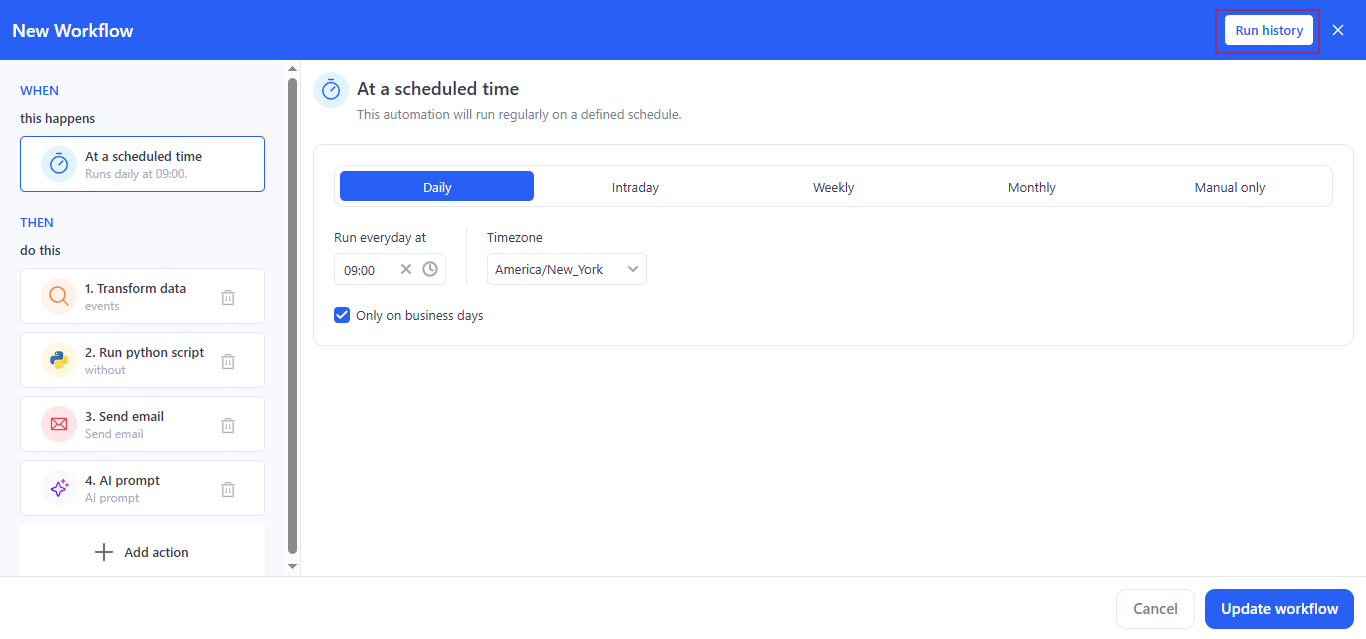 New Workflow
Run history
WHEN
this happens
At a scheduled time
Runs daily at 09:00.
THEN
do this
1. Transform data
events
2. Run python script
without
3. Send email
Send email
4. AI prompt
AI prompt
Add action
At a scheduled time
This automation will run regularly on a defined schedule.
Daily
Intraday
Weekly
Monthly
Manual only
Run everyday at
Timezone
09:00
America/New_York
Only on business days
Cancel
Update workflow